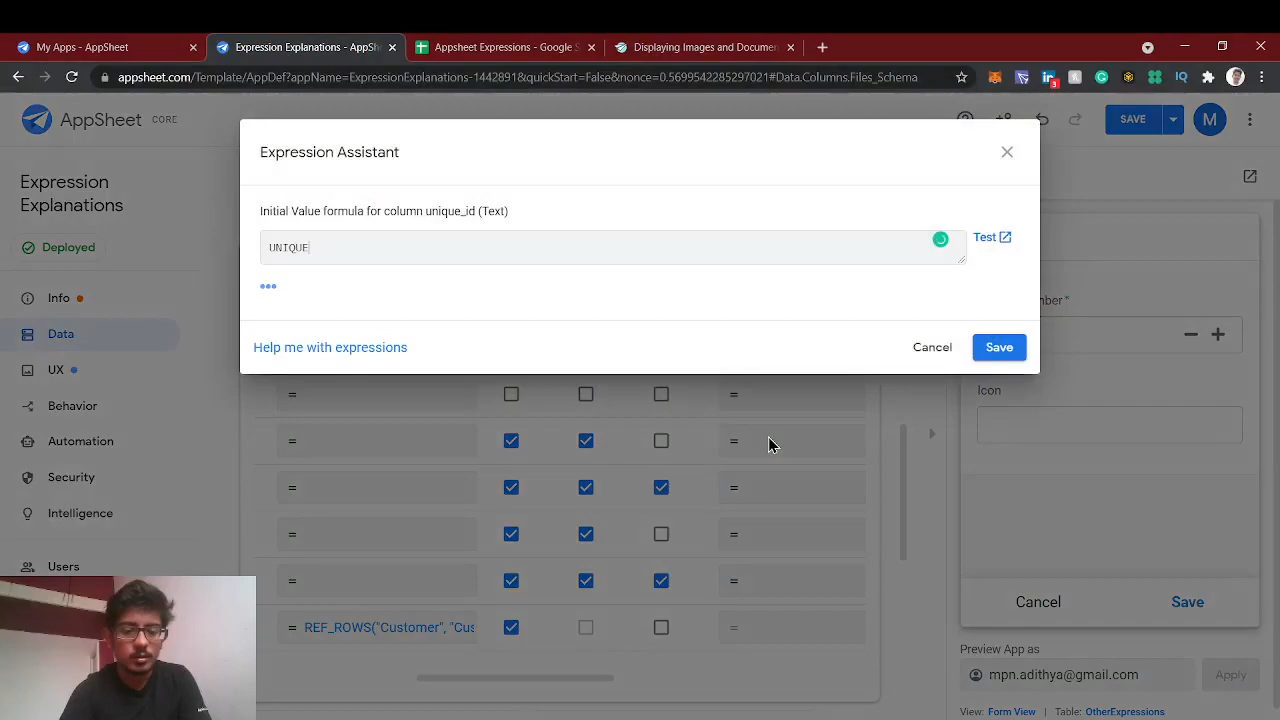 My Apps - AppSheet
Expression Explanations - AppSh
Appsheet Expressions - Google S
Displaying Images and Documen
appsheet.com/Template/AppDef?appName=ExpressionExplanations-1442891&quickStart=False&nonce=0.5699542285297021#Data.Columns.Files_Schema
3
IQ
AppSheet CORE
SAVE
M
Expression Assistant
Expression
Explanations
Initial Value formula for column unique_id (Text)
Deployed
UNIQUE
Test
Info
mber*
Data
Help me with expressions
Cancel
Save
UX
Icon
=
=
Behavior
Automation
=
=
Security
=
=
Intelligence
=
=
Users
=
=
Cancel
Save
= REF_ROWS("Customer", "Cus
=
Preview App as
mpn.adithya@gmail.com
Apply
View: Form View | Table: OtherExpressions